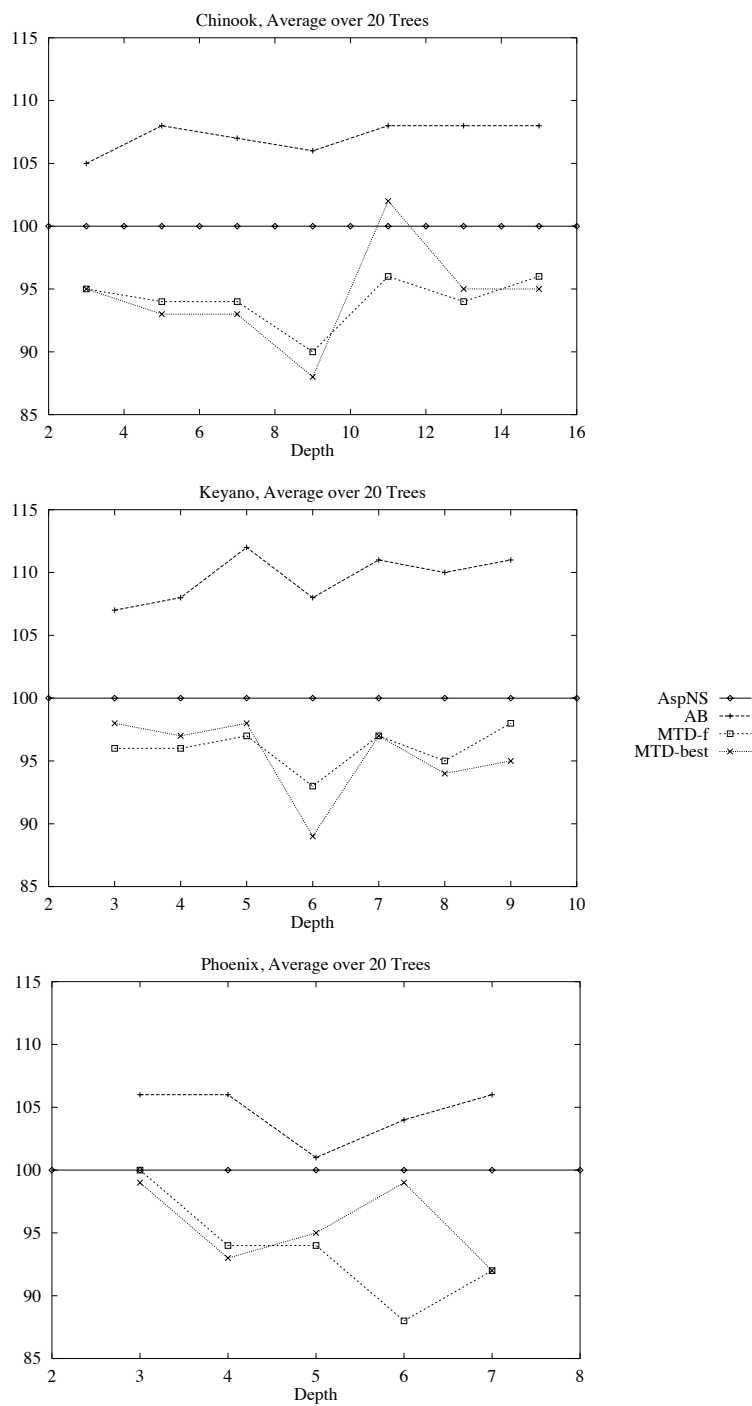 Chinook, Average over 20 Trees
115
110
105
100
95
90
85
2 4 6 8 10 12 14 16
Depth
Keyano, Average over 20 Trees
115
110
105
100
95
90
85
2 3 4 5 6 7 8 9 10
Depth
AspNS
AB
MTD-f
MTD-best
Phoenix, Average over 20 Trees
115
110
105
100
95
90
85
2 3 4 5 6 7 8
Depth